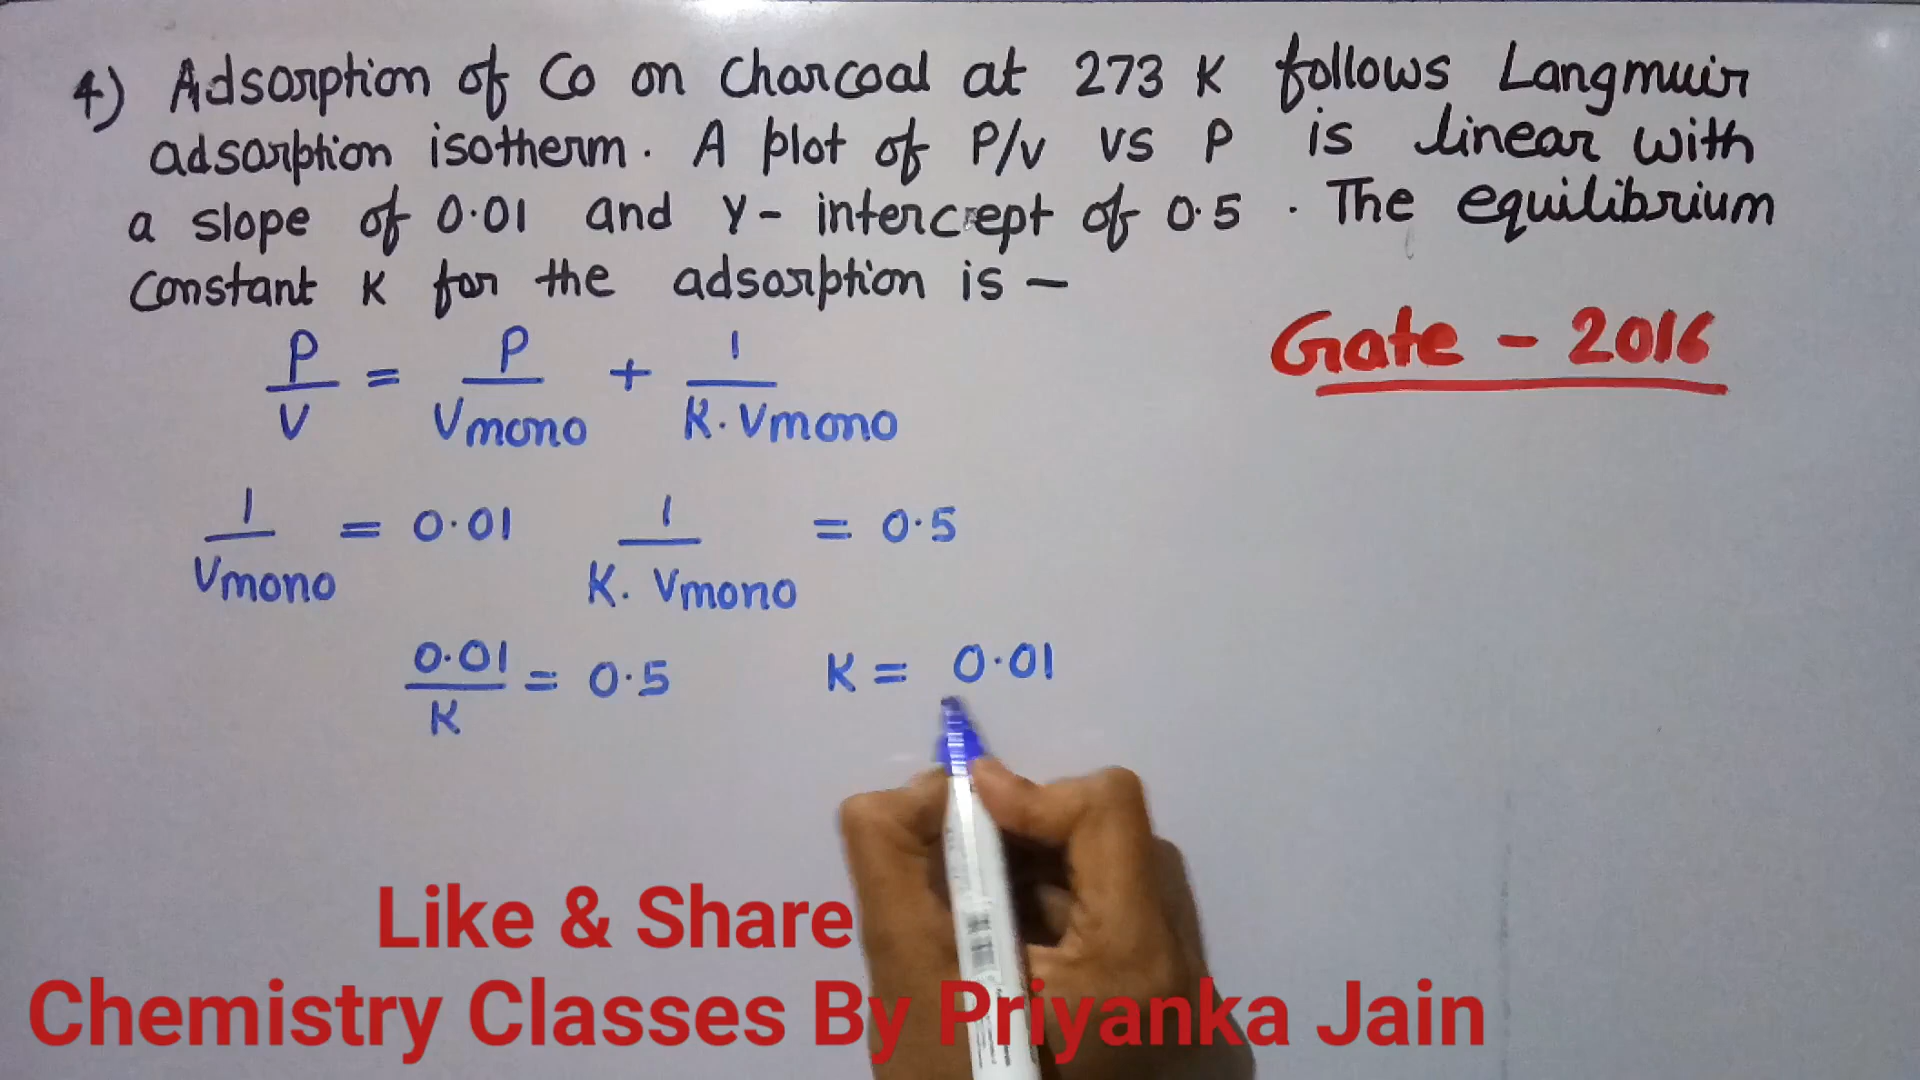 4) Adsorption of Co on Charcoal at 273 K follows Langmuir
adsorption isotherm. A plot of P/V vs P is linear with
a slope of 0.01 and Y- intercept of 0.5. The equilibrium
constant K for the adsorption is -
Gate - 2016
P/V = P/Vmono + 1/K. Vmono
1/Vmono = 0.01 1/K. Vmono = 0.5
0.01/K = 0.5 K = 0.01
Like & Share
Chemistry Classes By Priyanka Jain